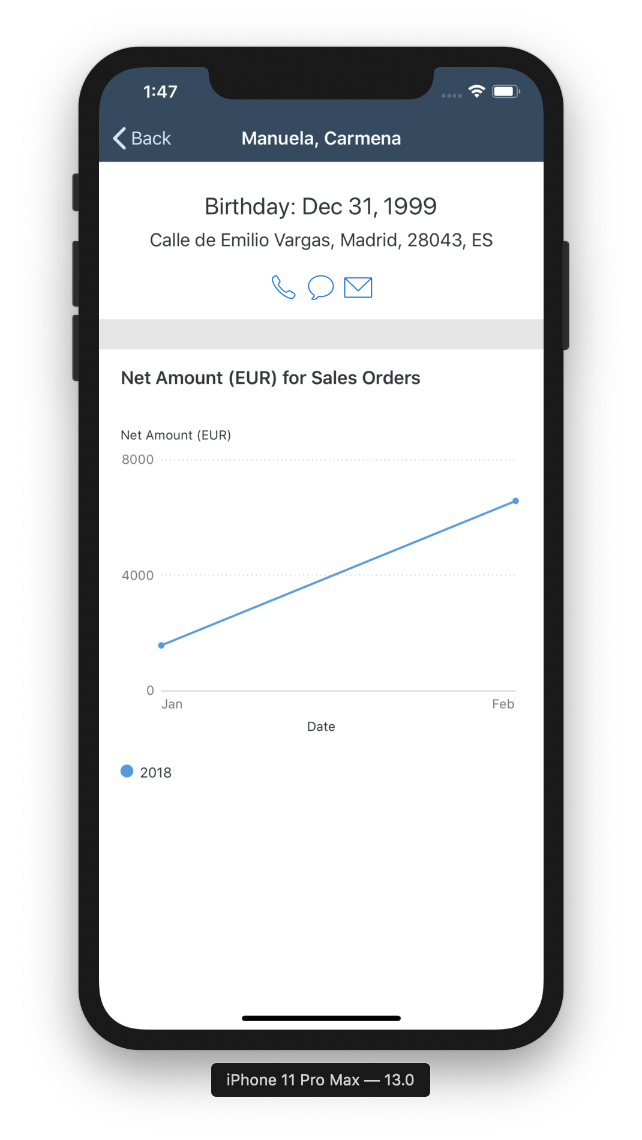 1:47
Back
Manuela, Carmena
Birthday: Dec 31, 1999
Calle de Emilio Vargas, Madrid, 28043, ES
Net Amount (EUR) for Sales Orders
Net Amount (EUR)
8000
4000
0
Jan Feb
Date
2018
iPhone 11 Pro Max — 13.0